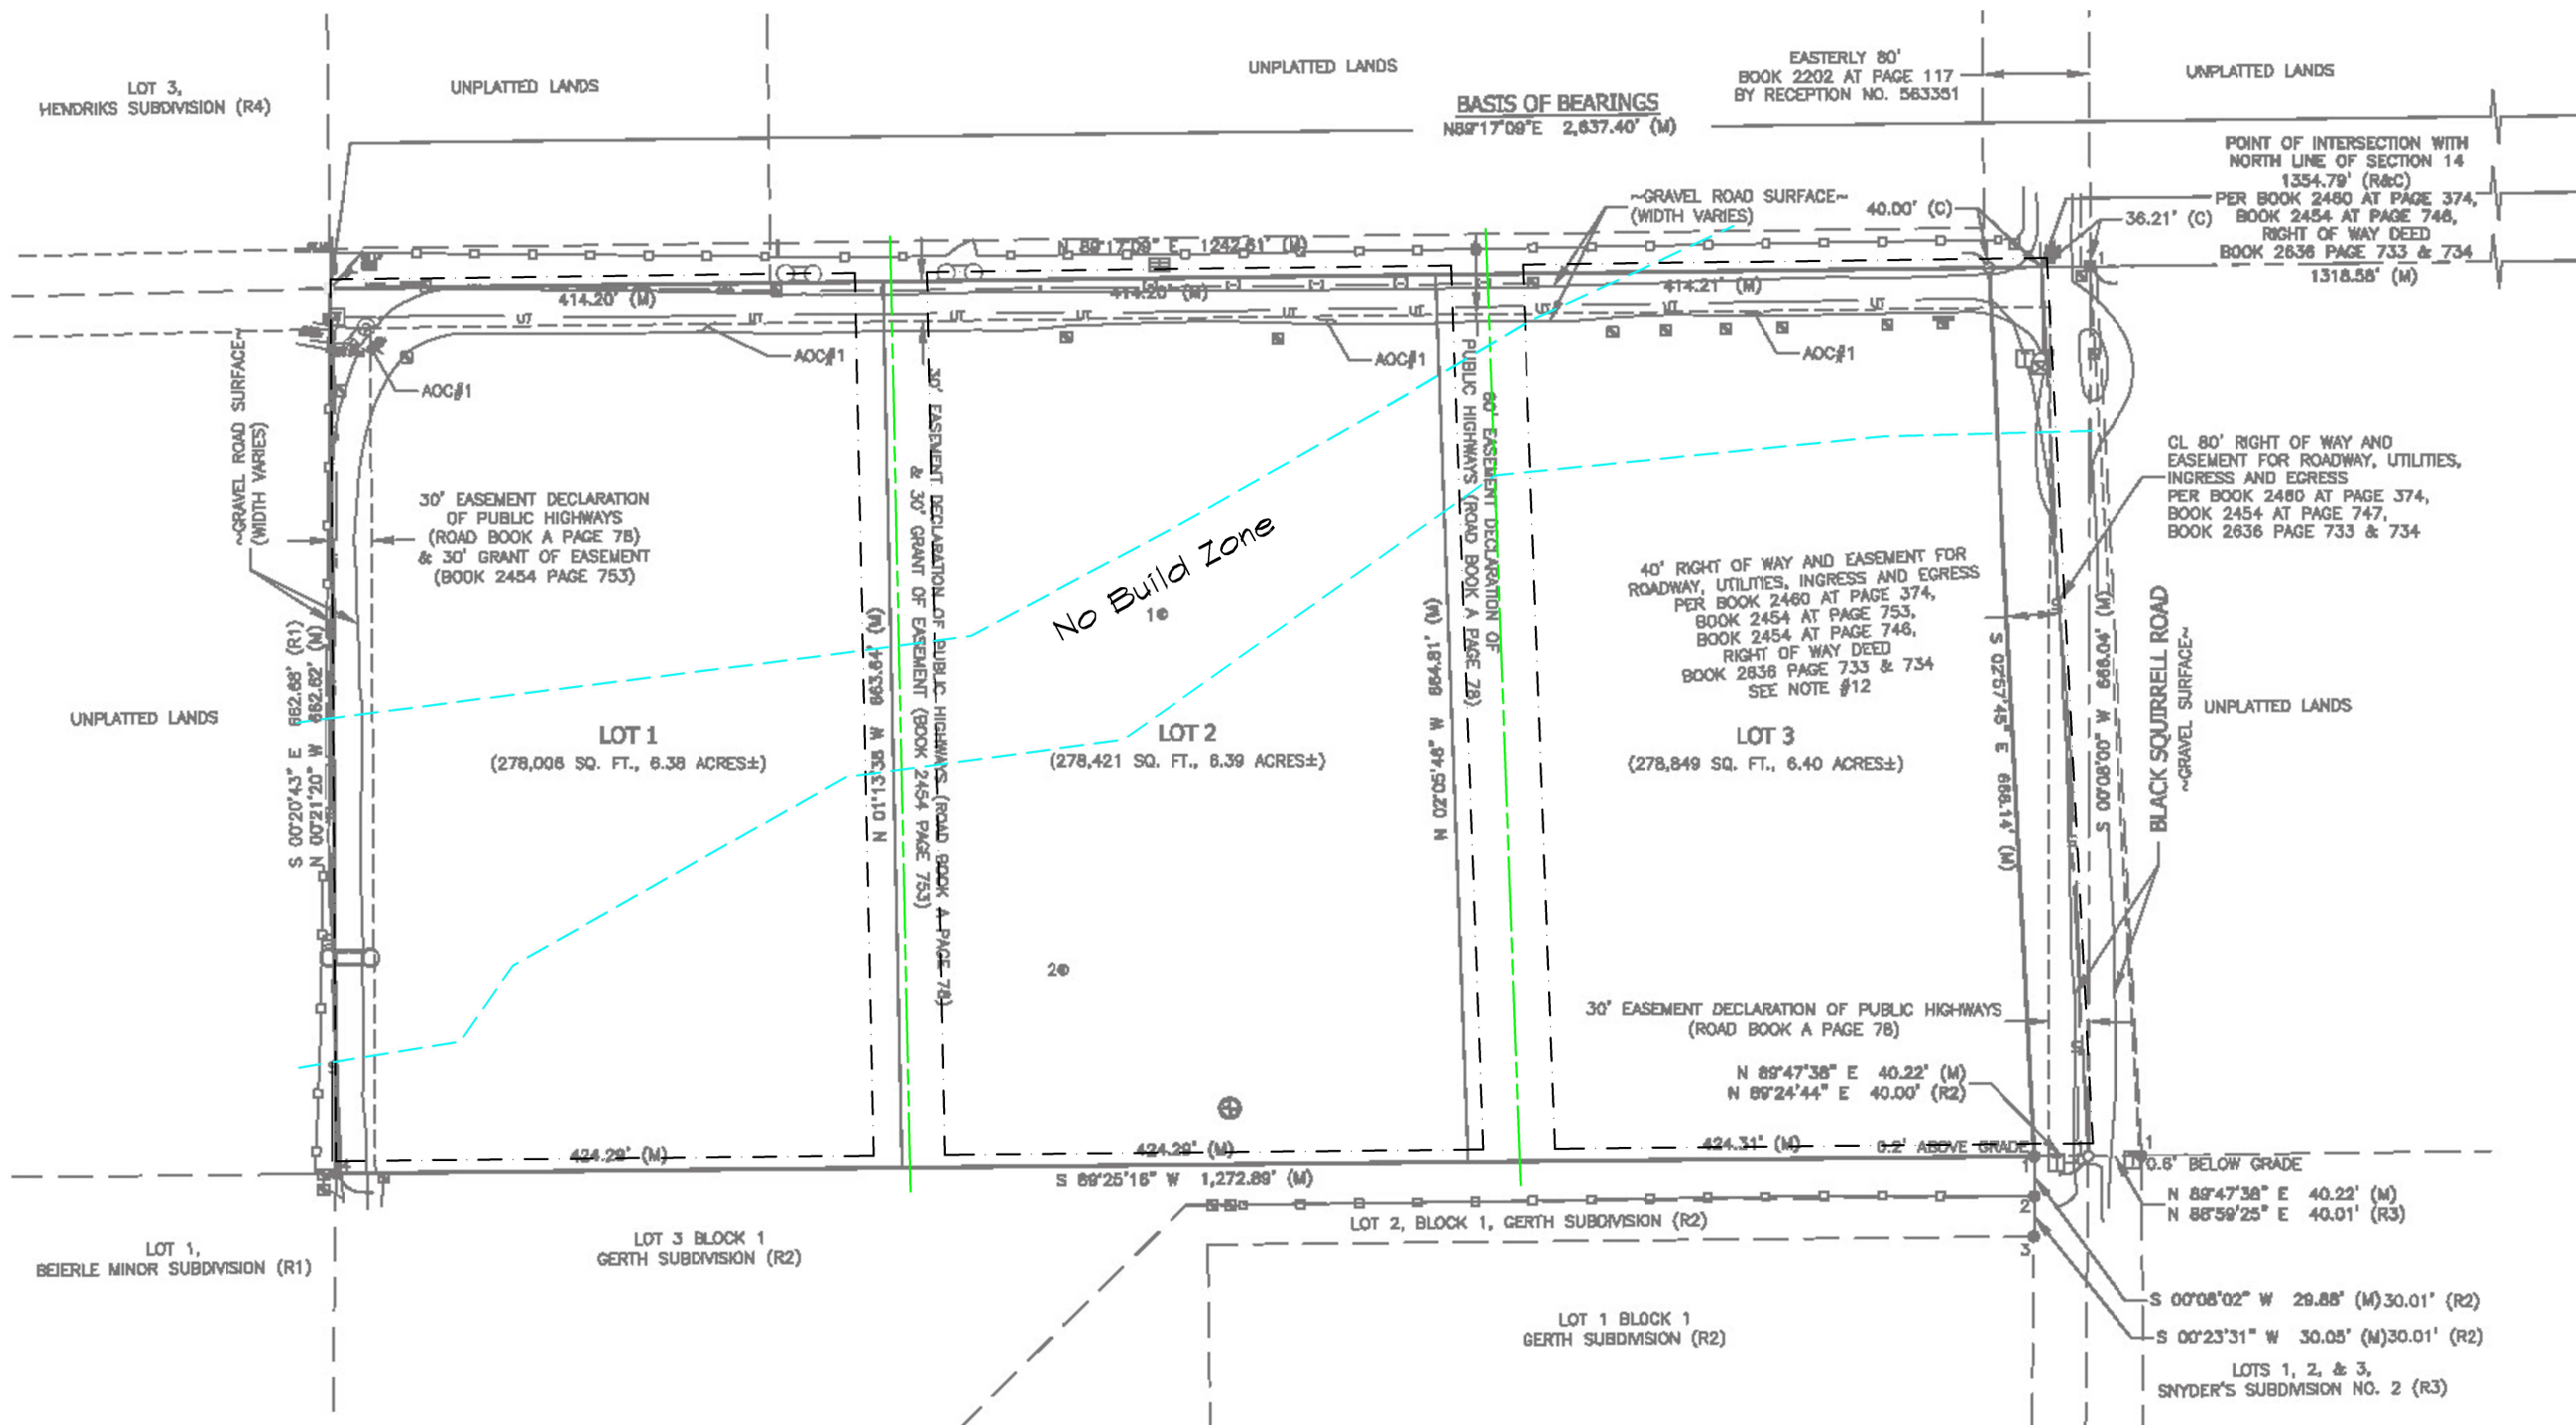 LOT 3,
HENDRIKS SUBDIVISION (R4)
UNPLATTED LANDS
UNPLATTED LANDS
EASTERLY 80'
BOOK 2202 AT PAGE 117
BY RECEPTION NO. 563351
UNPLATTED LANDS
BASIS OF BEARINGS
N89°17'09"E 2,637.40' (M)
POINT OF INTERSECTION WITH
NORTH LINE OF SECTION 14
1354.79' (R&C)
PER BOOK 2460 AT PAGE 374,
BOOK 2454 AT PAGE 746,
RIGHT OF WAY DEED
BOOK 2636 PAGE 733 & 734
1318.58' (M)
~GRAVEL ROAD SURFACE~
(WIDTH VARIES)
40.00' (C)
36.21' (C)
1
N 89°17'09" E 1242.61' (M)
414.20' (M)
414.20' (M)
414.21' (M)
UT
UT
UT
UT
UT
UT
UT
UT
UT
AOC#1
AOC#1
AOC#1
AOC#1
~GRAVEL ROAD SURFACE~
(WIDTH VARIES)
30' EASEMENT DECLARATION
OF PUBLIC HIGHWAYS
(ROAD BOOK A PAGE 78)
& 30' GRANT OF EASEMENT
(BOOK 2454 PAGE 753)
30' EASEMENT DECLARATION OF PUBLIC HIGHWAYS (ROAD BOOK A PAGE 78)
& 30' GRANT OF EASEMENT (BOOK 2454 PAGE 753)
60' EASEMENT DECLARATION OF
PUBLIC HIGHWAYS (ROAD BOOK A PAGE 78)
CL 80' RIGHT OF WAY AND
EASEMENT FOR ROADWAY, UTILITIES,
INGRESS AND EGRESS
PER BOOK 2460 AT PAGE 374,
BOOK 2454 AT PAGE 747,
BOOK 2636 PAGE 733 & 734
No Build Zone
40' RIGHT OF WAY AND EASEMENT FOR
ROADWAY, UTILITIES, INGRESS AND EGRESS
PER BOOK 2460 AT PAGE 374,
BOOK 2454 AT PAGE 753,
BOOK 2454 AT PAGE 746,
RIGHT OF WAY DEED
BOOK 2636 PAGE 733 & 734
SEE NOTE #12
1
UNPLATTED LANDS
S 00°20'43" E 662.68' (R1)
N 00°21'20" W 662.62' (M)
LOT 1
(278,008 SQ. FT., 6.38 ACRES±)
N 01°13'38" W 663.64' (M)
LOT 2
(278,421 SQ. FT., 6.39 ACRES±)
N 02°05'46" W 664.81' (M)
LOT 3
(278,849 SQ. FT., 6.40 ACRES±)
S 02°57'45" E 666.14' (M)
S 00°08'00" W 666.04' (M)
BLACK SQUIRRELL ROAD
~GRAVEL SURFACE~
UNPLATTED LANDS
2
30' EASEMENT DECLARATION OF PUBLIC HIGHWAYS
(ROAD BOOK A PAGE 78)
N 89°47'38" E 40.22' (M)
N 89°24'44" E 40.00' (R2)
424.29' (M)
424.29' (M)
424.31' (M)
0.2' ABOVE GRADE
1
1
0.6' BELOW GRADE
S 89°25'16" W 1,272.89' (M)
N 89°47'38" E 40.22' (M)
N 88°59'25" E 40.01' (R3)
2
3
LOT 2, BLOCK 1, GERTH SUBDIVISION (R2)
LOT 1,
BEIERLE MINOR SUBDIVISION (R1)
LOT 3 BLOCK 1
GERTH SUBDIVISION (R2)
S 00°08'02" W 29.88' (M)30.01' (R2)
LOT 1 BLOCK 1
GERTH SUBDIVISION (R2)
S 00°23'31" W 30.05' (M)30.01' (R2)
LOTS 1, 2, & 3,
SNYDER'S SUBDIVISION NO. 2 (R3)